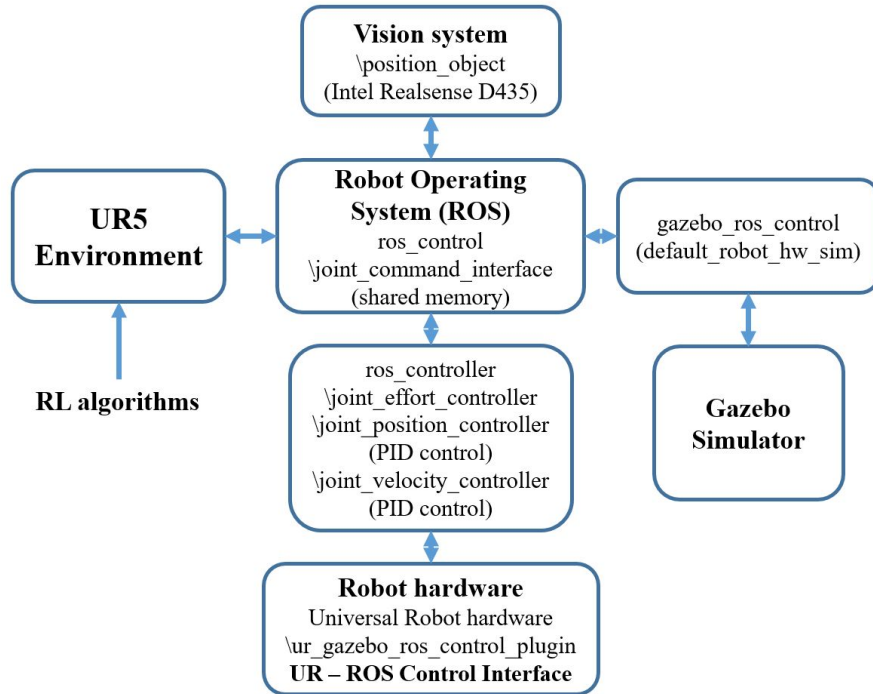 Vision system
\position_object
(Intel Realsense D435)
UR5
Environment
RL algorithms
Robot Operating
System (ROS)
ros_control
\joint_command_interface
(shared memory)
gazebo_ros_control
(default_robot_hw_sim)
ros_controller
\joint_effort_controller
\joint_position_controller
(PID control)
\joint_velocity_controller
(PID control)
Gazebo
Simulator
Robot hardware
Universal Robot hardware
\ur_gazebo_ros_control_plugin
UR – ROS Control Interface